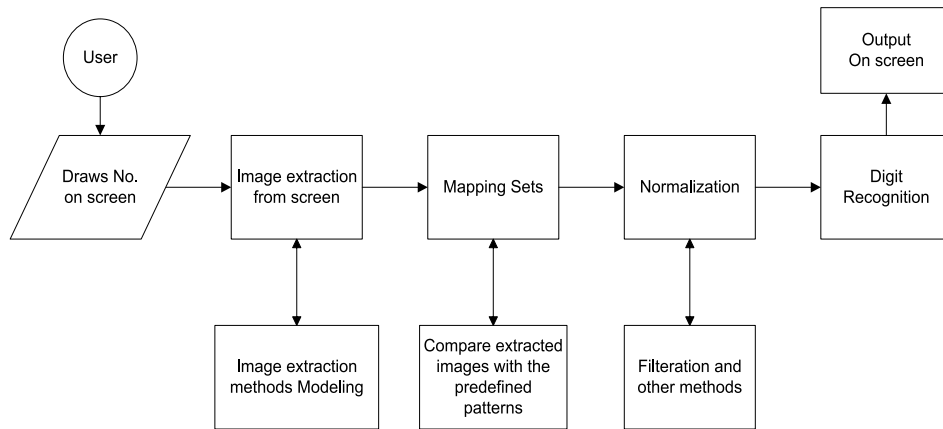 User
Output
On screen
Draws No.
on screen
Image extraction
from screen
Mapping Sets
Normalization
Digit
Recognition
Image extraction
methods Modeling
Compare extracted
images with the
predefined
patterns
Filteration and
other methods